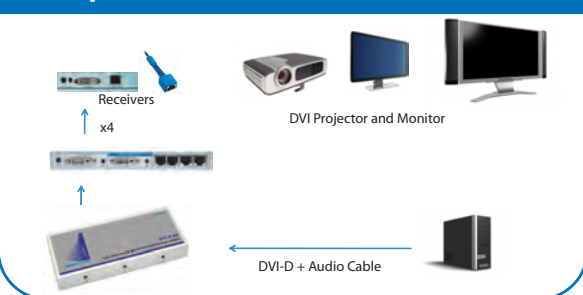 Receivers
x4
DVI Projector and Monitor
DVI-D + Audio Cable